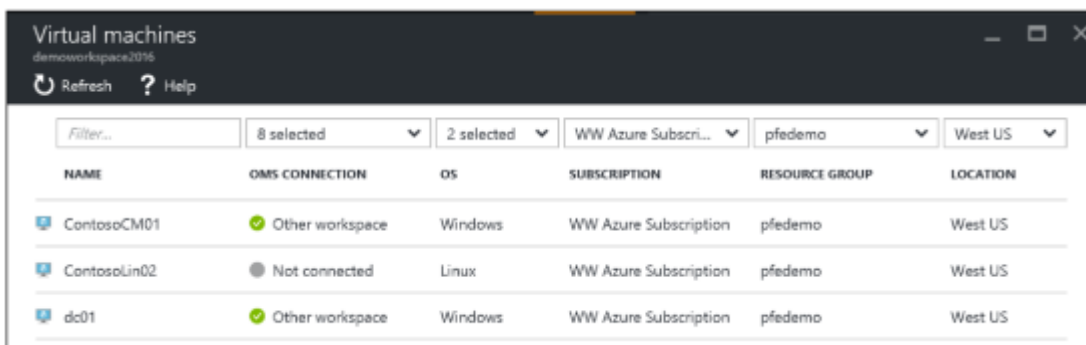 Virtual machines
demoworkspace2016
Refresh ? Help
Filter... 8 selected 2 selected WW Azure Subscri... pfedemo West US
NAME OMS CONNECTION OS SUBSCRIPTION RESOURCE GROUP LOCATION
ContosoCM01 Other workspace Windows WW Azure Subscription pfedemo West US
ContosoLin02 Not connected Linux WW Azure Subscription pfedemo West US
dc01 Other workspace Windows WW Azure Subscription pfedemo West US